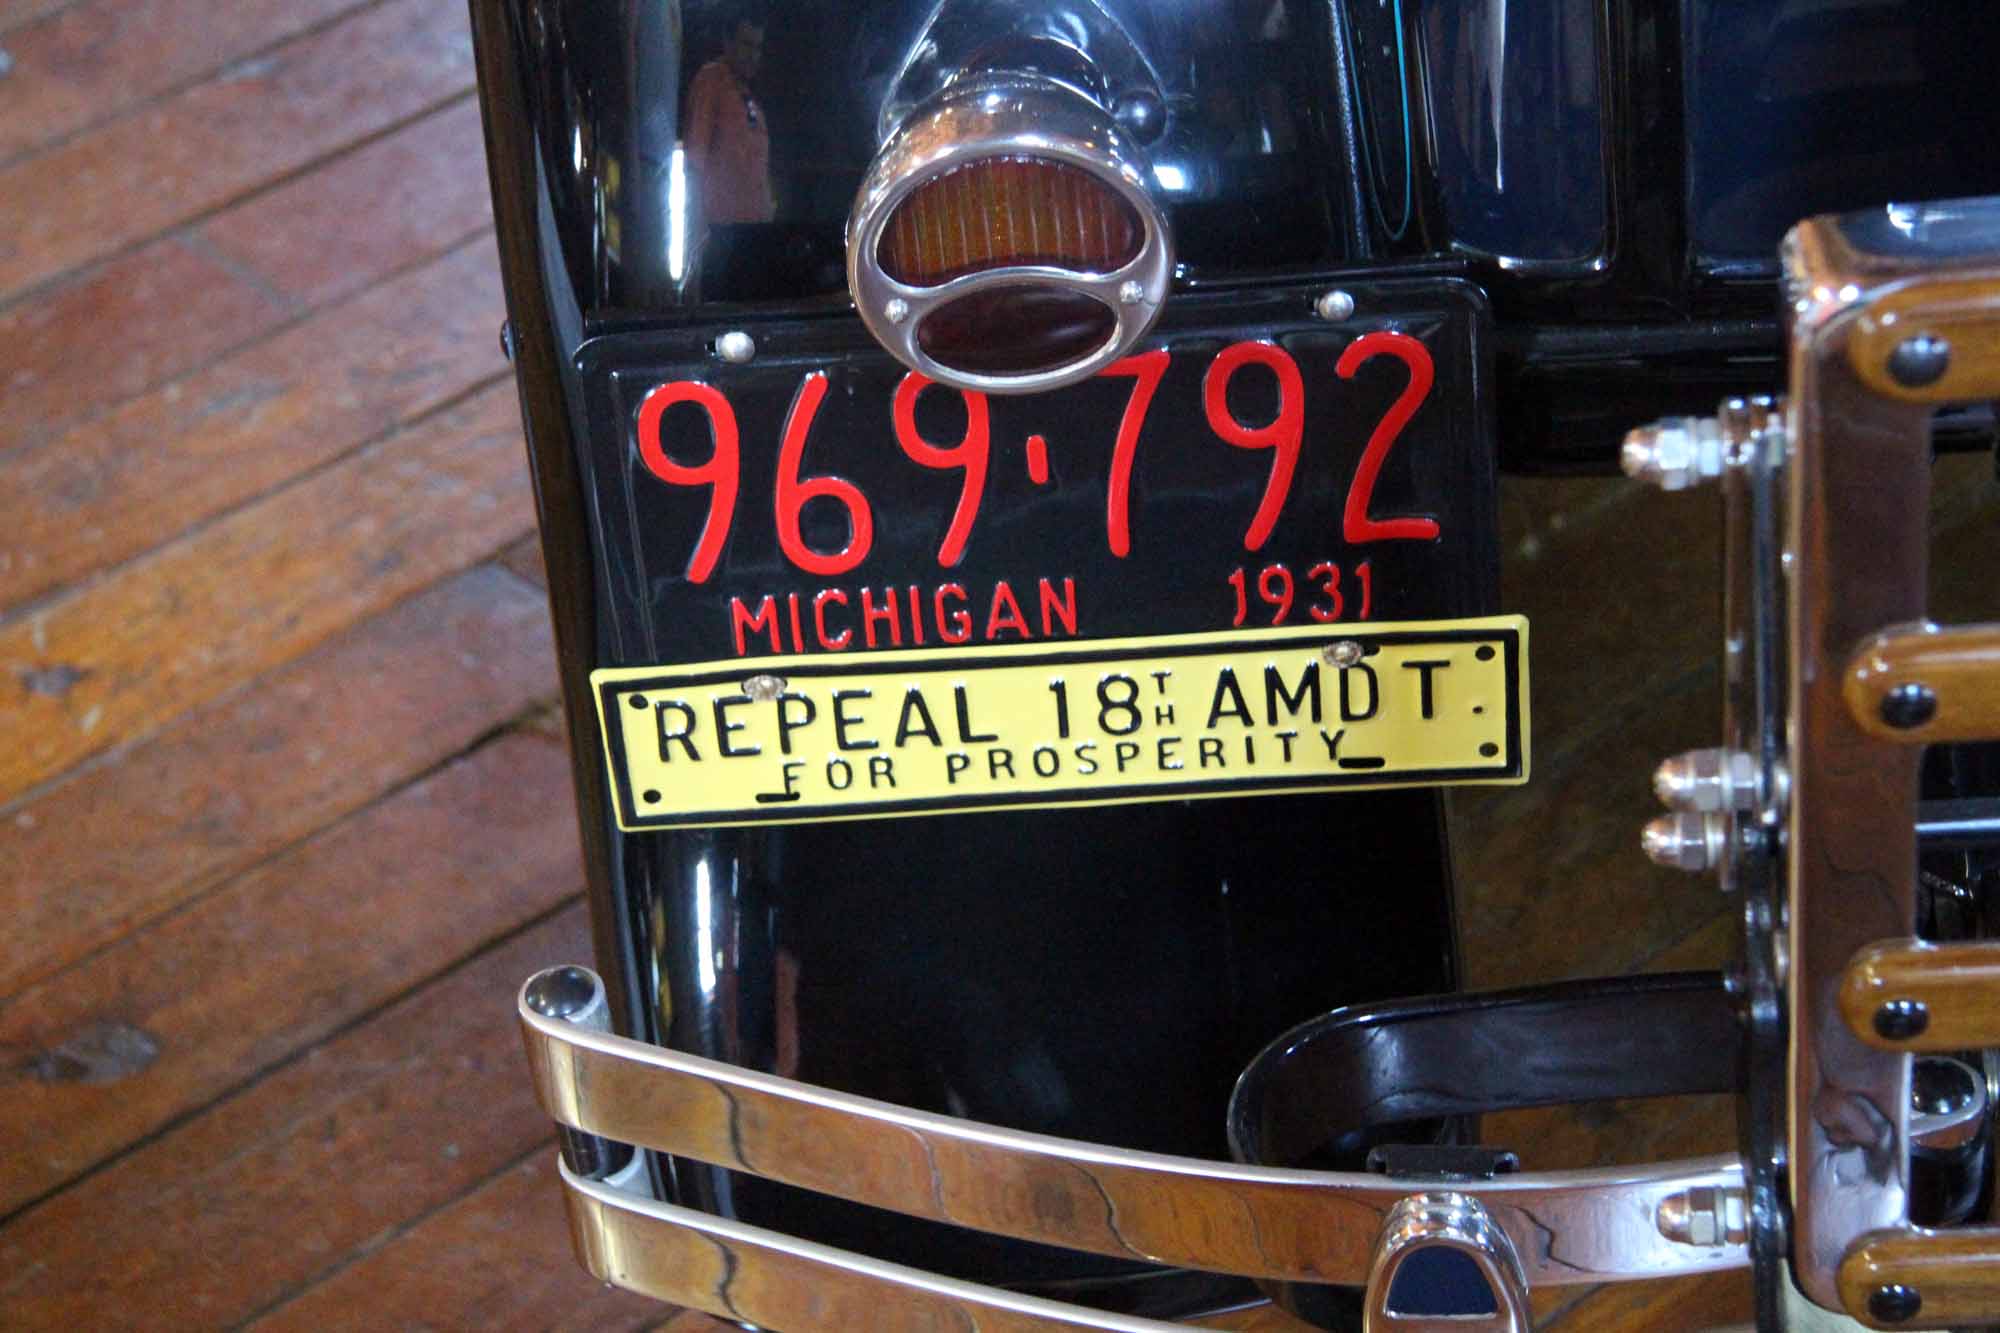 969·792
MICHIGAN 1931
REPEAL 18TH AMDT.
FOR PROSPERITY